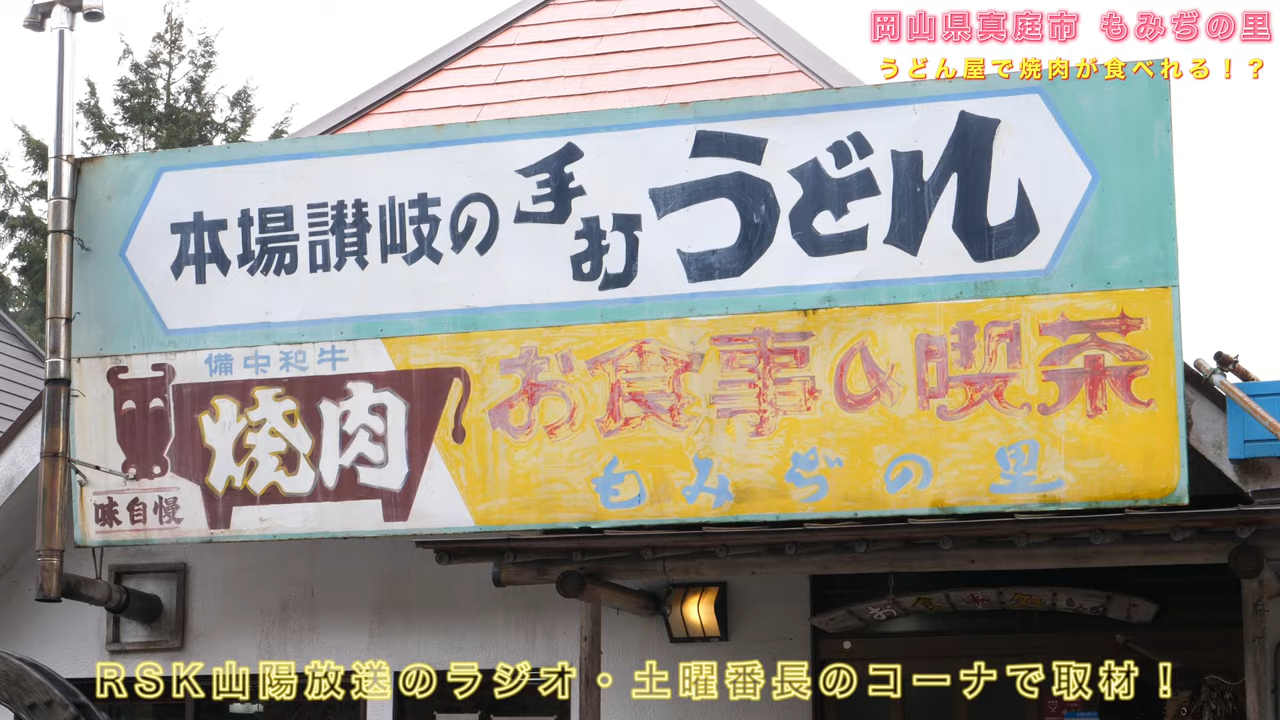 岡山県真庭市 もみぢの里
うどん屋で焼肉が食べれる！？
本場讃岐の手打うどん
備中和牛
焼肉
味自慢
お食事&喫茶
もみぢの里
RSK山陽放送のラジオ・土曜番長のコーナで取材！